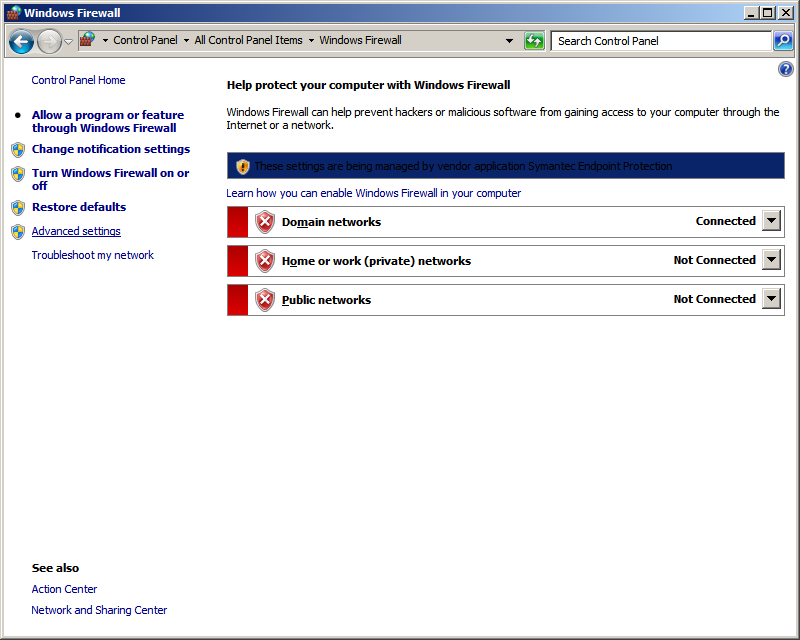 Windows Firewall
Control Panel
All Control Panel Items
Windows Firewall
Search Control Panel
Control Panel Home
Allow a program or feature
through Windows Firewall
Change notification settings
Turn Windows Firewall on or
off
Restore defaults
Advanced settings
Troubleshoot my network
Help protect your computer with Windows Firewall
Windows Firewall can help prevent hackers or malicious software from gaining access to your computer through the
Internet or a network.
These settings are being managed by vendor application Symantec Endpoint Protection
Learn how you can enable Windows Firewall in your computer
Domain networks Connected
Home or work (private) networks Not Connected
Public networks Not Connected
See also
Action Center
Network and Sharing Center